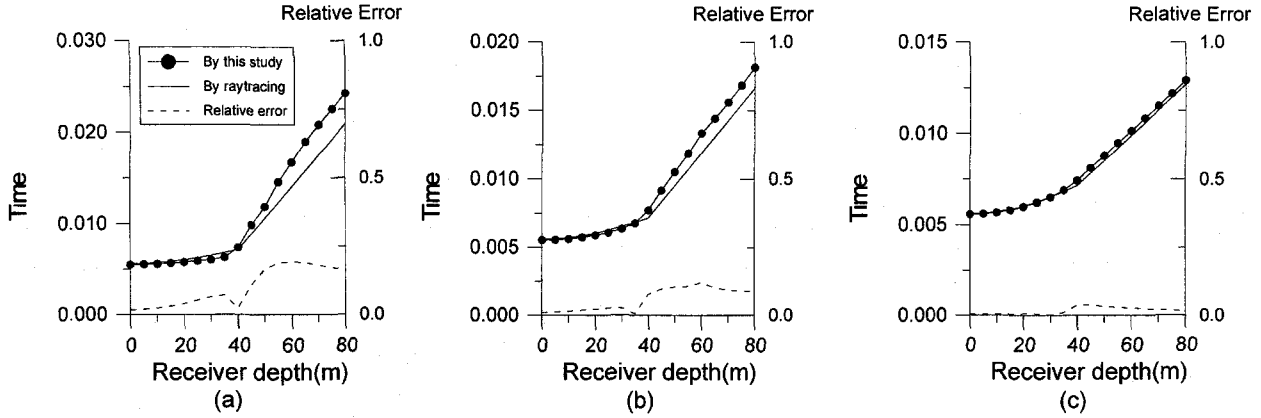 Relative Error
0.030
0.020
0.010
0.000
Time
1.0
0.5
0.0
By this study
By raytracing
Relative error
0 20 40 60 80
Receiver depth(m)
(a)
Relative Error
0.020
0.015
0.010
0.005
0.000
Time
1.0
0.5
0.0
0 20 40 60 80
Receiver depth(m)
(b)
Relative Error
0.015
0.010
0.005
0.000
Time
1.0
0.5
0.0
0 20 40 60 80
Receiver depth(m)
(c)